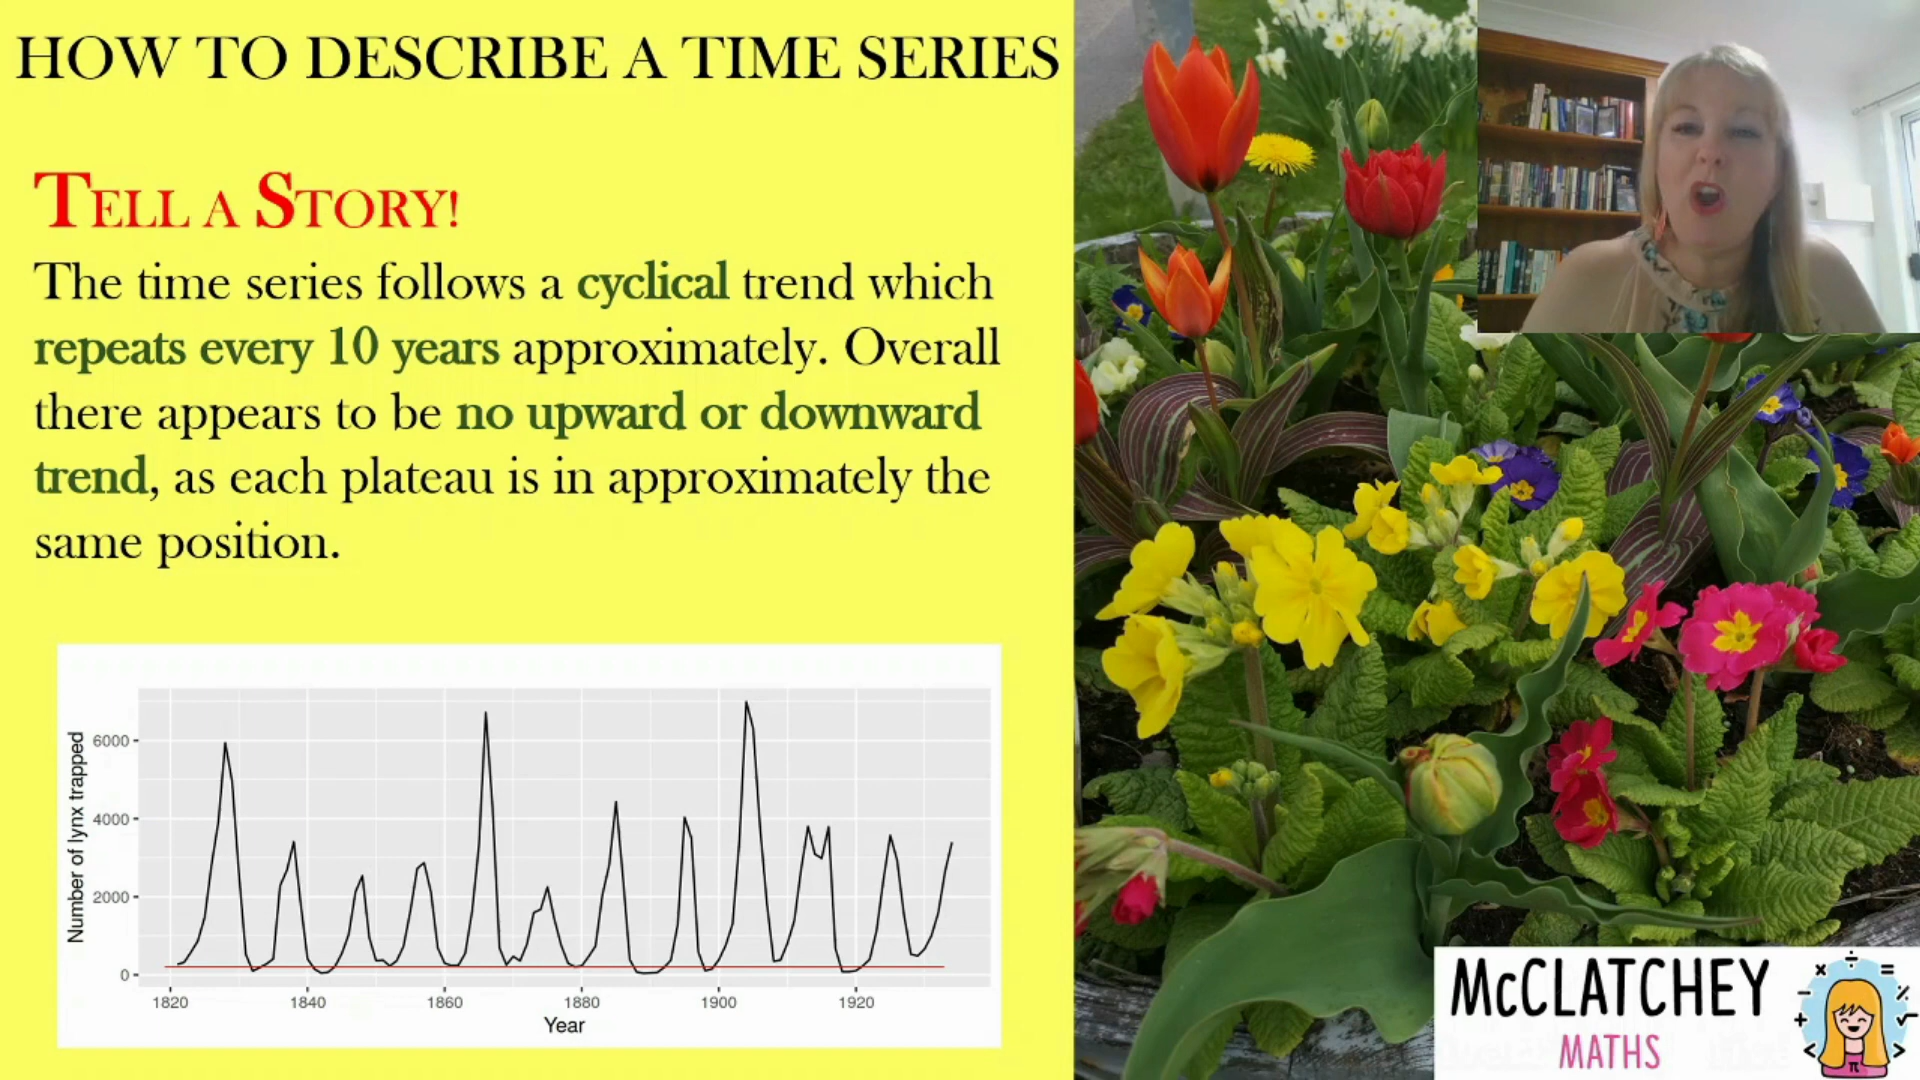 HOW TO DESCRIBE A TIME SERIES
TELL A STORY!
The time series follows a cyclical trend which
repeats every 10 years approximately. Overall
there appears to be no upward or downward
trend, as each plateau is in approximately the
same position.
Number of lynx trapped
6000
4000
2000
0
1820 1840 1860 1880 1900 1920
Year
McCLATCHEY
MATHS
× ÷ =
− %
+ √
< π >